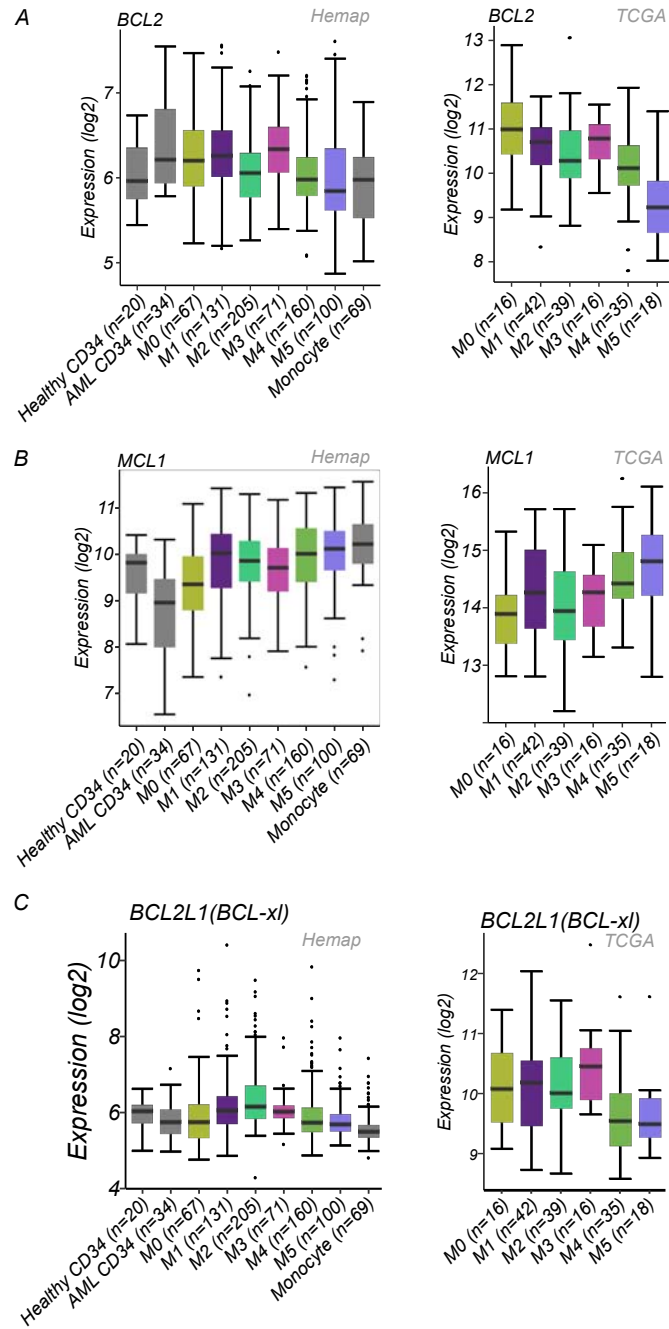 A
BCL2
Hemap
Expression (log2)
7
6
5
Healthy CD34 (n=20)
AML CD34 (n=34)
M0 (n=67)
M1 (n=131)
M2 (n=205)
M3 (n=71)
M4 (n=160)
M5 (n=100)
Monocyte (n=69)
BCL2
TCGA
Expression (log2)
13
12
11
10
9
8
M0 (n=16)
M1 (n=42)
M2 (n=39)
M3 (n=16)
M4 (n=35)
M5 (n=18)
B
MCL1
Hemap
Expression (log2)
11
10
9
8
7
Healthy CD34 (n=20)
AML CD34 (n=34)
M0 (n=67)
M1 (n=131)
M2 (n=205)
M3 (n=71)
M4 (n=160)
M5 (n=100)
Monocyte (n=69)
MCL1
TCGA
Expression (log2)
16
15
14
13
M0 (n=16)
M1 (n=42)
M2 (n=39)
M3 (n=16)
M4 (n=35)
M5 (n=18)
C
BCL2L1(BCL-xl)
Hemap
Expression (log2)
10
8
6
4
Healthy CD34 (n=20)
AML CD34 (n=34)
M0 (n=67)
M1 (n=131)
M2 (n=205)
M3 (n=71)
M4 (n=160)
M5 (n=100)
Monocyte (n=69)
BCL2L1(BCL-xl)
TCGA
Expression (log2)
12
11
10
9
M0 (n=16)
M1 (n=42)
M2 (n=39)
M3 (n=16)
M4 (n=35)
M5 (n=18)